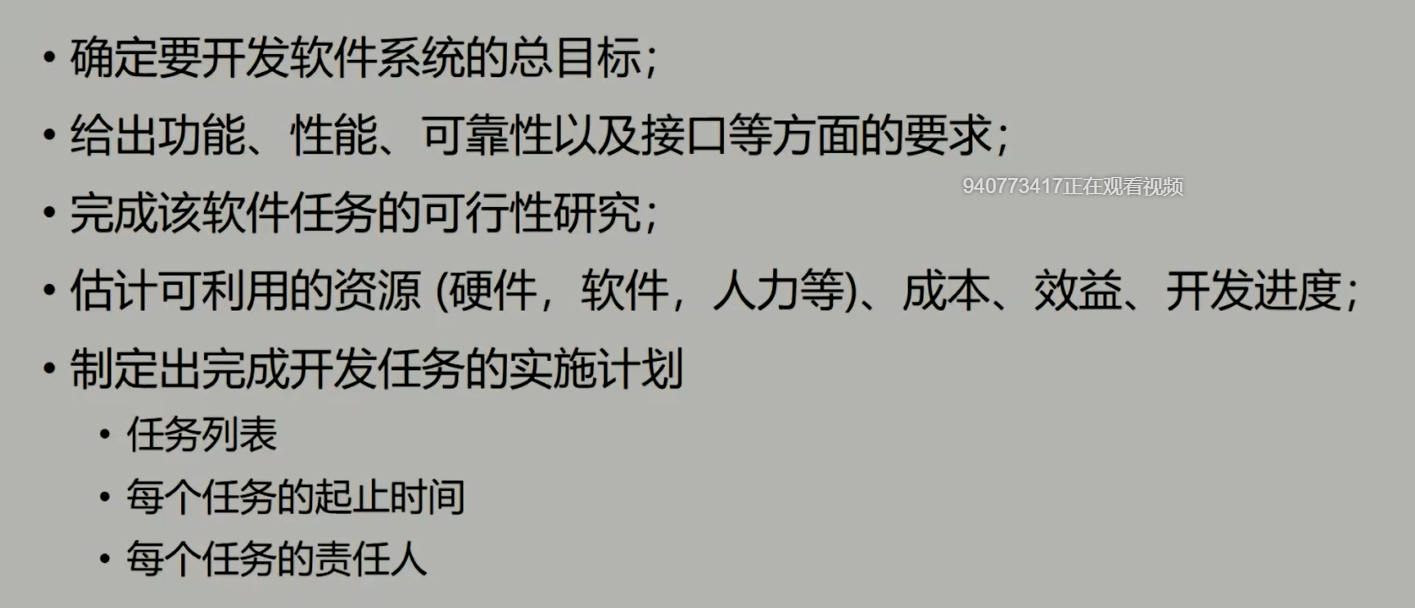 • 确定要开发软件系统的总目标；
• 给出功能、性能、可靠性以及接口等方面的要求；
940773417正在观看视频
• 完成该软件任务的可行性研究；
• 估计可利用的资源 (硬件，软件，人力等)、成本、效益、开发进度；
• 制定出完成开发任务的实施计划
• 任务列表
• 每个任务的起止时间
• 每个任务的责任人